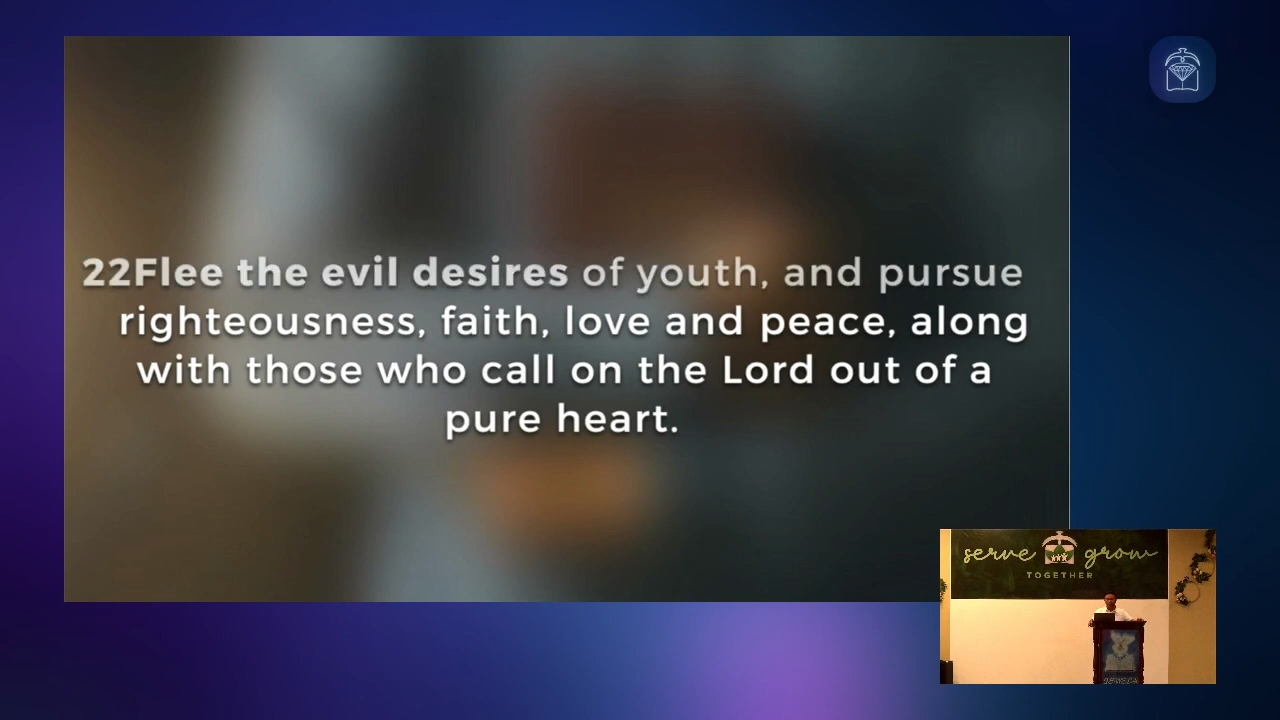 22Flee the evil desires of youth, and pursue
righteousness, faith, love and peace, along
with those who call on the Lord out of a
pure heart.
serve grow
TOGETHER